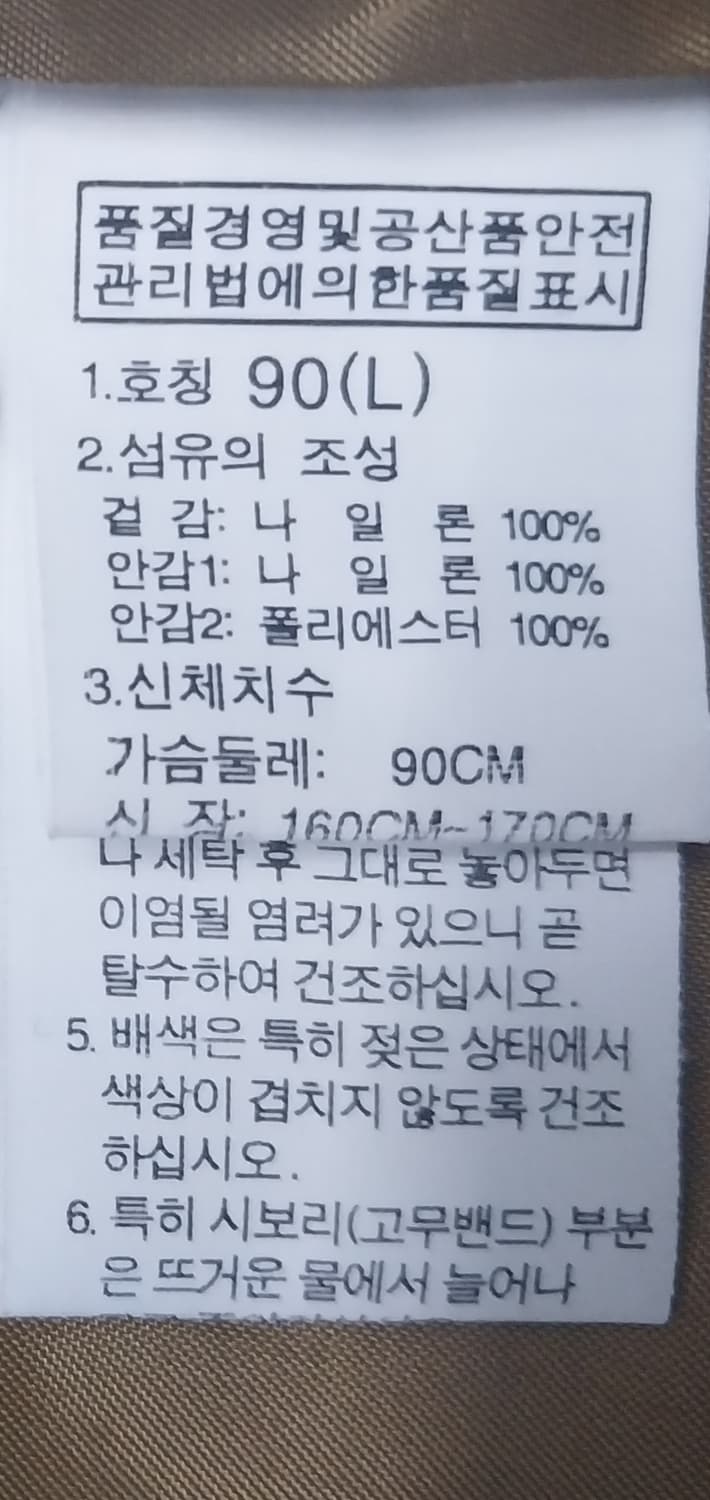 품질경영및공산품안전
관리법에의한품질표시
1.호칭 90(L)
2.섬유의 조성
겉 감: 나 일 론 100%
안감1: 나 일 론 100%
안감2: 폴리에스터 100%
3.신체치수
가슴둘레: 90CM
신 장: 160CM~170CM
나 세탁 후 그대로 놓아두면
이염될 염려가 있으니 곧
탈수하여 건조하십시오.
5. 배색은 특히 젖은 상태에서
색상이 겹치지 않도록 건조
하십시오.
6. 특히 시보리(고무밴드) 부분
은 뜨거운 물에서 늘어나